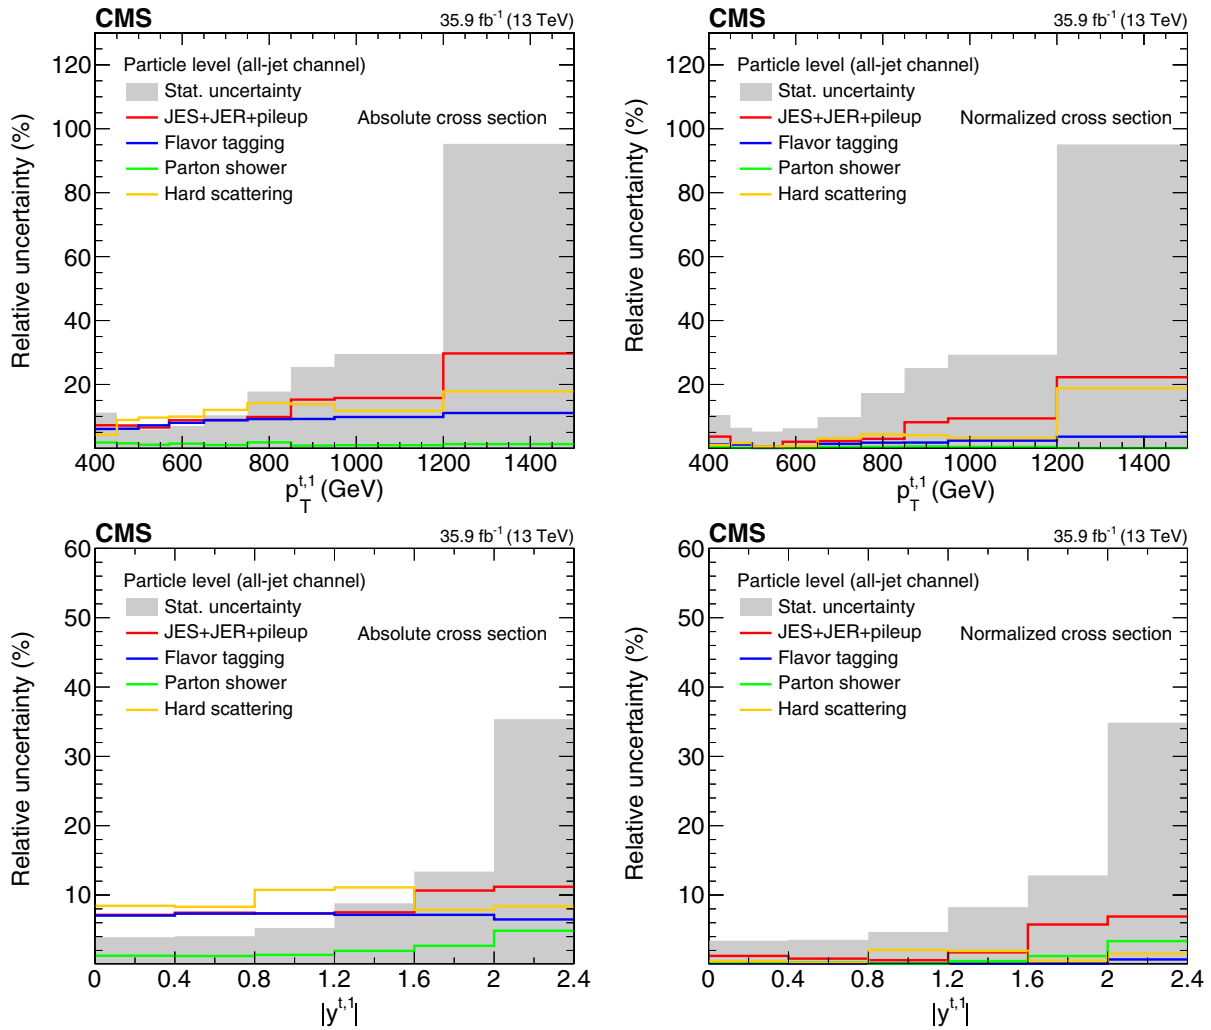 CMS
35.9 fb⁻¹ (13 TeV)
Particle level (all-jet channel)
Stat. uncertainty
JES+JER+pileup
Absolute cross section
Flavor tagging
Parton shower
Hard scattering
Relative uncertainty (%)
120
100
80
60
40
20
400 600 800 1000 1200 1400
p_T^{t,1} (GeV)
CMS
35.9 fb⁻¹ (13 TeV)
Particle level (all-jet channel)
Stat. uncertainty
JES+JER+pileup
Normalized cross section
Flavor tagging
Parton shower
Hard scattering
Relative uncertainty (%)
120
100
80
60
40
20
400 600 800 1000 1200 1400
p_T^{t,1} (GeV)
CMS
35.9 fb⁻¹ (13 TeV)
Particle level (all-jet channel)
Stat. uncertainty
JES+JER+pileup
Absolute cross section
Flavor tagging
Parton shower
Hard scattering
Relative uncertainty (%)
60
50
40
30
20
10
0 0.4 0.8 1.2 1.6 2 2.4
|y^{t,1}|
CMS
35.9 fb⁻¹ (13 TeV)
Particle level (all-jet channel)
Stat. uncertainty
JES+JER+pileup
Normalized cross section
Flavor tagging
Parton shower
Hard scattering
Relative uncertainty (%)
60
50
40
30
20
10
0 0.4 0.8 1.2 1.6 2 2.4
|y^{t,1}|